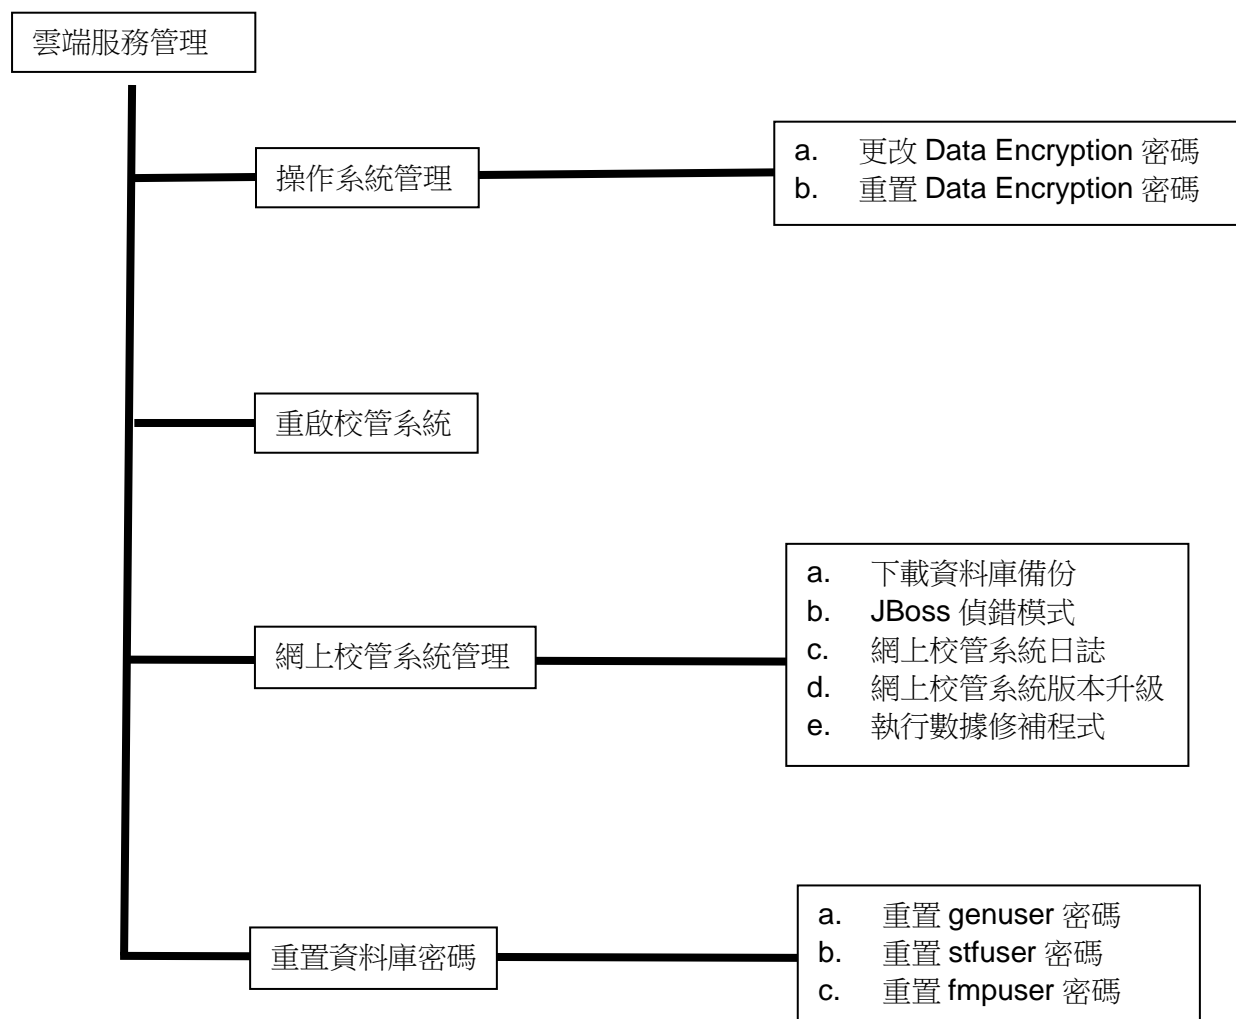 雲端服務管理
操作系統管理
a. 更改 Data Encryption 密碼
b. 重置 Data Encryption 密碼
重啟校管系統
網上校管系統管理
a. 下載資料庫備份
b. JBoss 偵錯模式
c. 網上校管系統日誌
d. 網上校管系統版本升級
e. 執行數據修補程式
重置資料庫密碼
a. 重置 genuser 密碼
b. 重置 stfuser 密碼
c. 重置 fmpuser 密碼